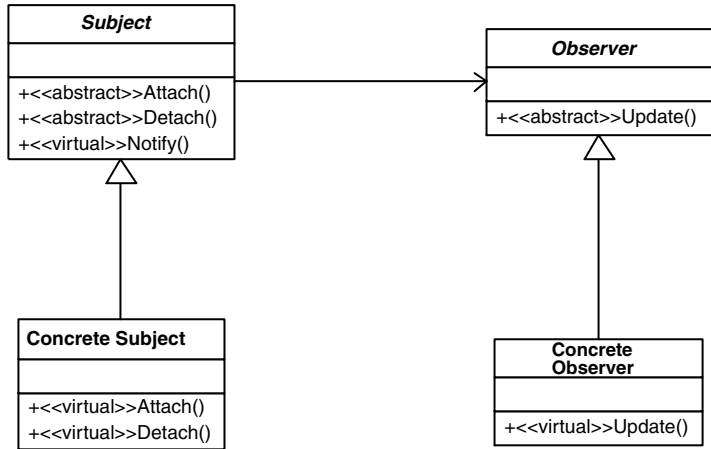 Subject
+<<abstract>>Attach()
+<<abstract>>Detach()
+<<virtual>>Notify()
Observer
+<<abstract>>Update()
Concrete Subject
+<<virtual>>Attach()
+<<virtual>>Detach()
Concrete
Observer
+<<virtual>>Update()